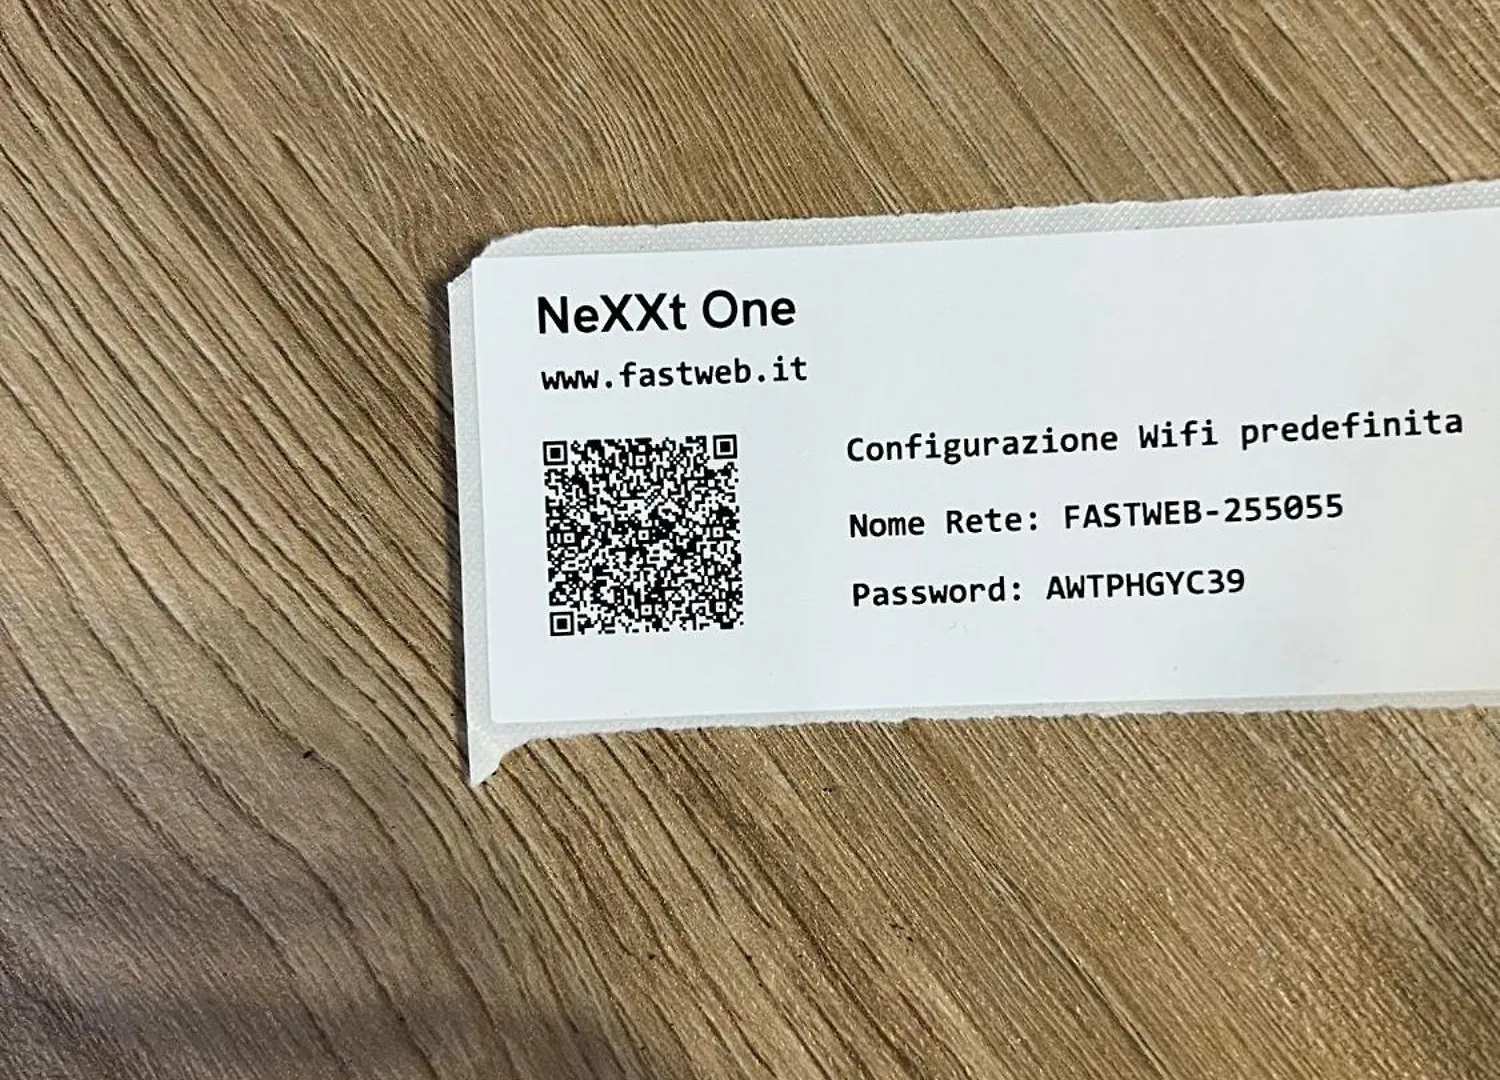 NeXXt One
www.fastweb.it
Configurazione Wifi predefinita
Nome Rete: FASTWEB-255055
Password: AWTPHGYC39